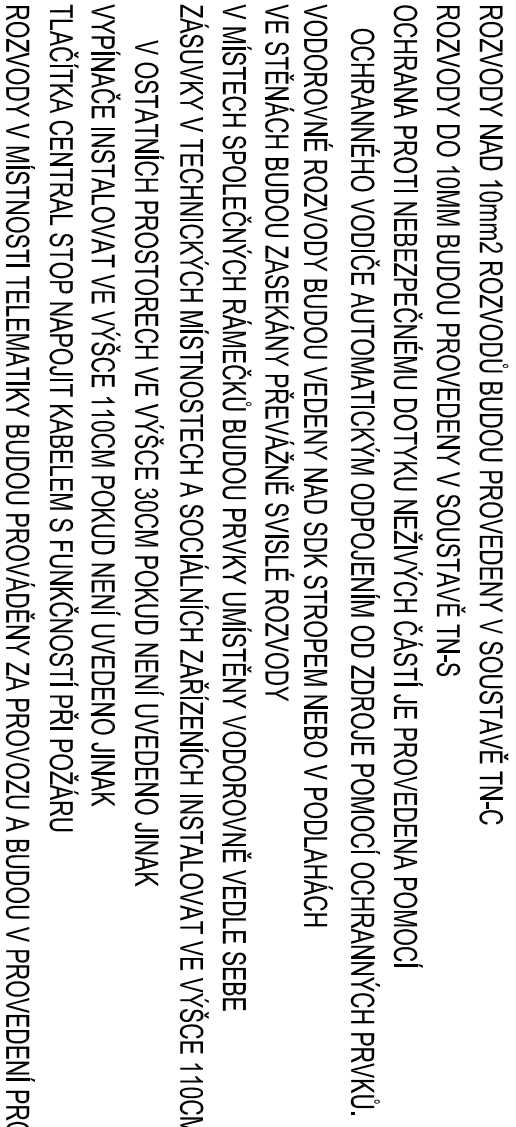 ROZVODY NAD 10mm2 ROZVODŮ BUDOU PROVEDENY V SOUSTAVĚ TN-C
ROZVODY DO 10MM BUDOU PROVEDENY V SOUSTAVĚ TN-S
OCHRANA PROTI NEBEZPEČNÉMU DOTYKU NEŽIVÝCH ČÁSTÍ JE PROVEDENA POMOCÍ
OCHRANNÉHO VODIČE AUTOMATICKÝM ODPOJENÍM OD ZDROJE POMOCÍ OCHRANNÝCH PRVKŮ.
VODOROVNÉ ROZVODY BUDOU VEDENY NAD SDK STROPEM NEBO V PODLAHÁCH
VE STĚNÁCH BUDOU ZASEKÁNY PŘEVÁŽNĚ SVISLÉ ROZVODY
V MÍSTECH SPOLEČNÝCH RÁMEČKŮ BUDOU PRVKY UMÍSTĚNY VODOROVNĚ VEDLE SEBE
ZÁSUVKY V TECHNICKÝCH MÍSTNOSTECH A SOCIÁLNÍCH ZAŘÍZENÍCH INSTALOVAT VE VÝŠCE 110CM
V OSTATNÍCH PROSTORECH VE VÝŠCE 30CM POKUD NENÍ UVEDENO JINAK
VYPÍNAČE INSTALOVAT VE VÝŠCE 110CM POKUD NENÍ UVEDENO JINAK
TLAČÍTKA CENTRAL STOP NAPOJIT KABELEM S FUNKČNOSTÍ PŘI POŽÁRU
ROZVODY V MÍSTNOSTI TELEMATIKY BUDOU PROVÁDĚNY ZA PROVOZU A BUDOU V PROVEDENÍ